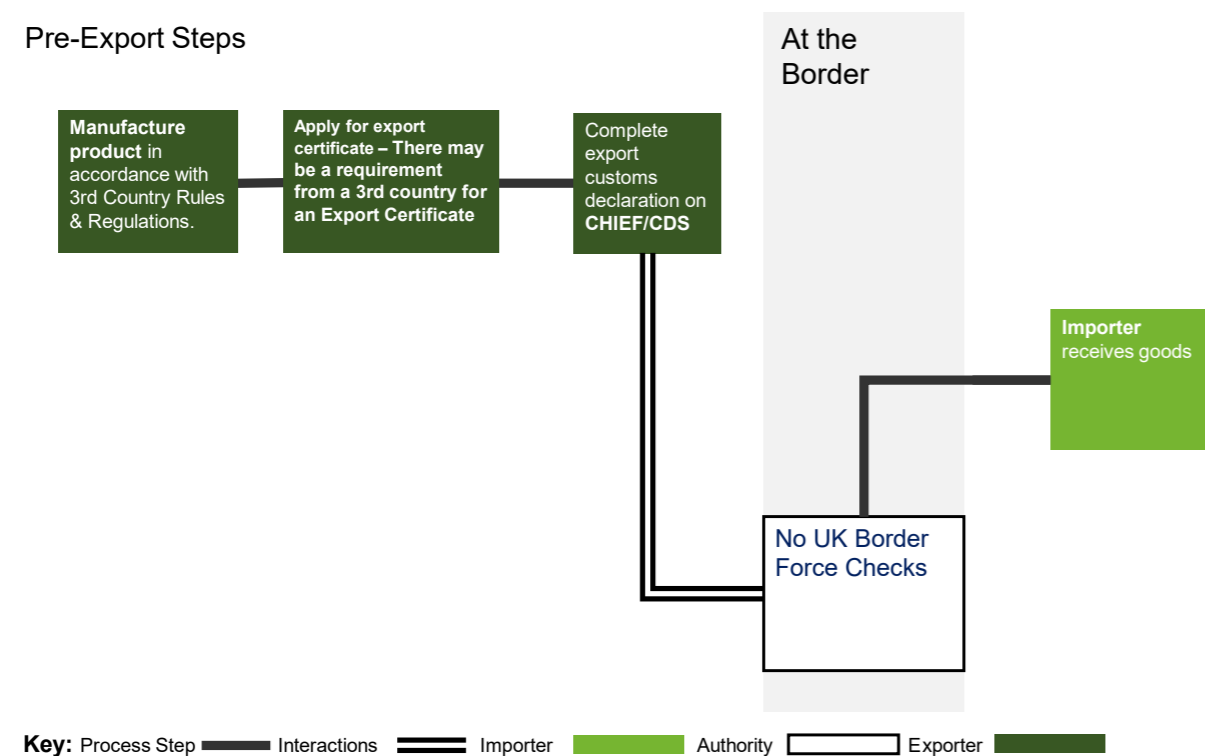 Pre-Export Steps
At the
Border
Manufacture
product in
accordance with
3rd Country Rules
& Regulations.
Apply for export
certificate – There may
be a requirement
from a 3rd country for
an Export Certificate
Complete
export
customs
declaration on
CHIEF/CDS
Importer
receives goods
No UK Border
Force Checks
Key: Process Step Interactions Importer Authority Exporter